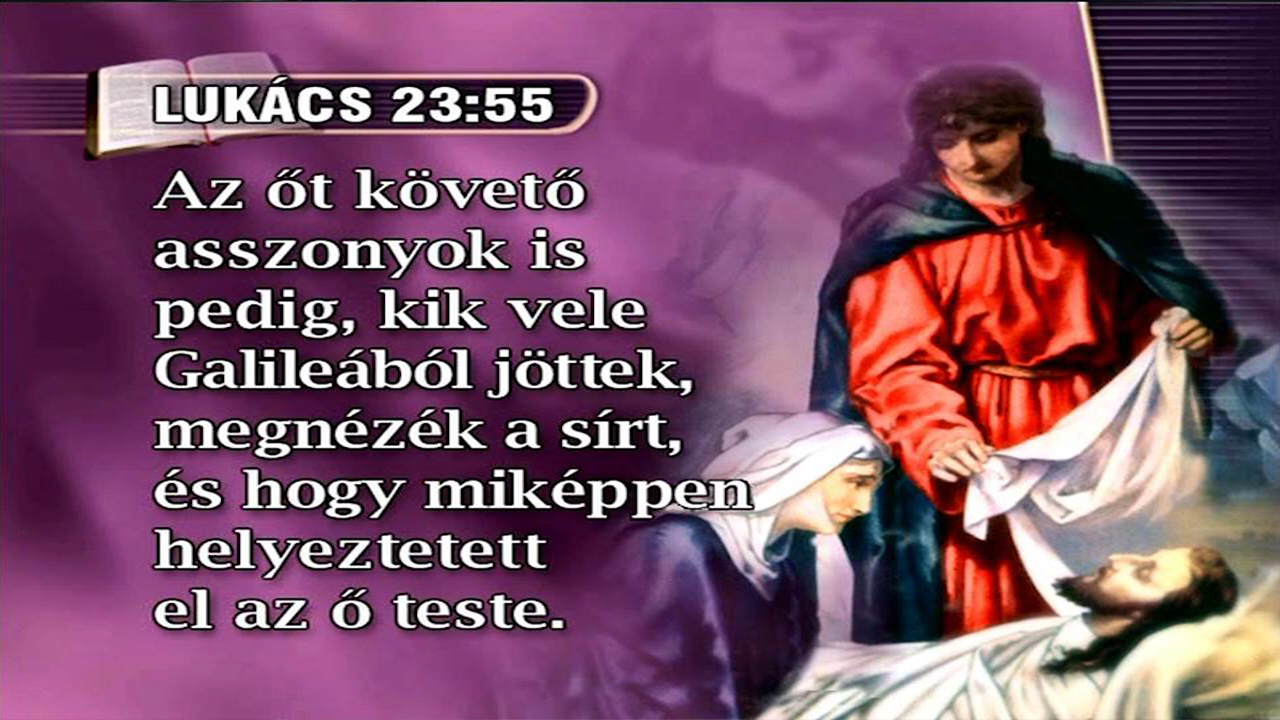 LUKÁCS 23:55
Az őt követő
asszonyok is
pedig, kik vele
Galileából jöttek,
megnézék a sírt,
és hogy miképpen
helyeztetett
el az ő teste.